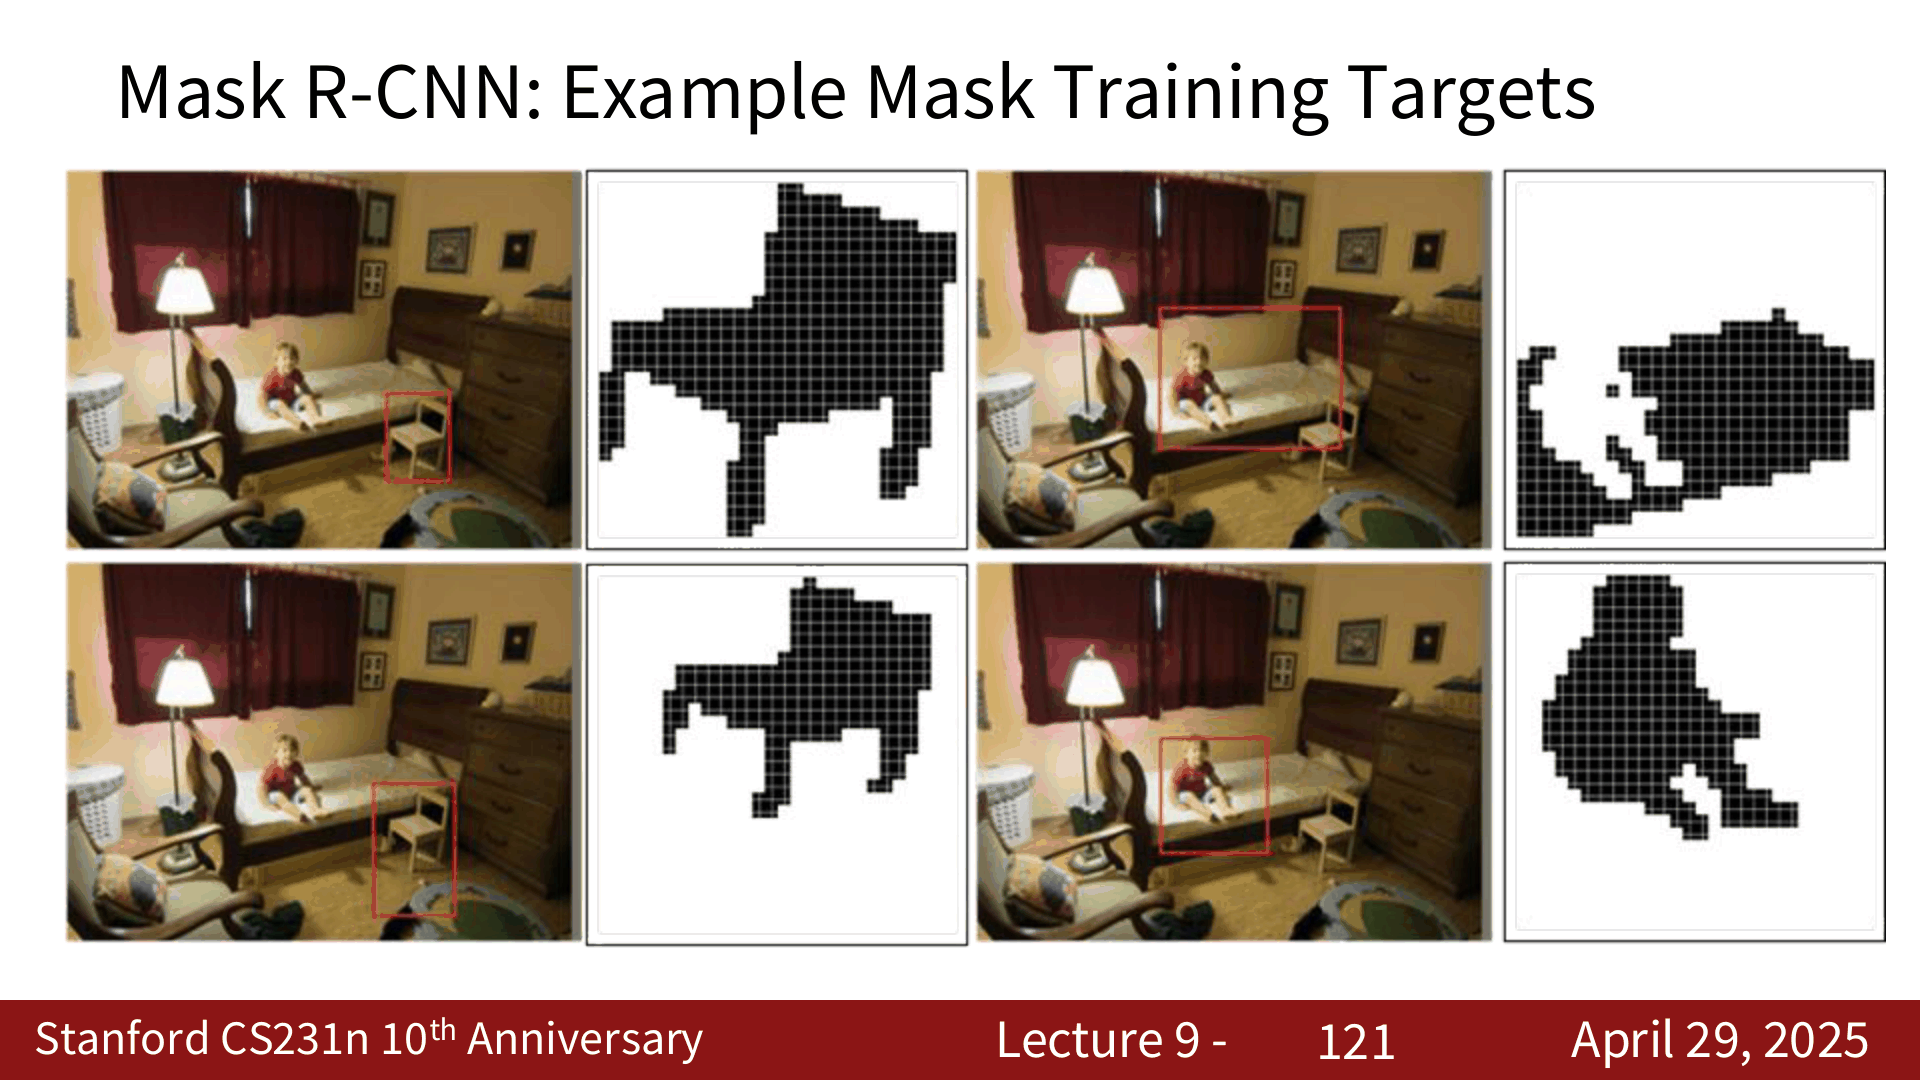 Mask R-CNN: Example Mask Training Targets
Stanford CS231n 10th Anniversary
Lecture 9 - 121
April 29, 2025